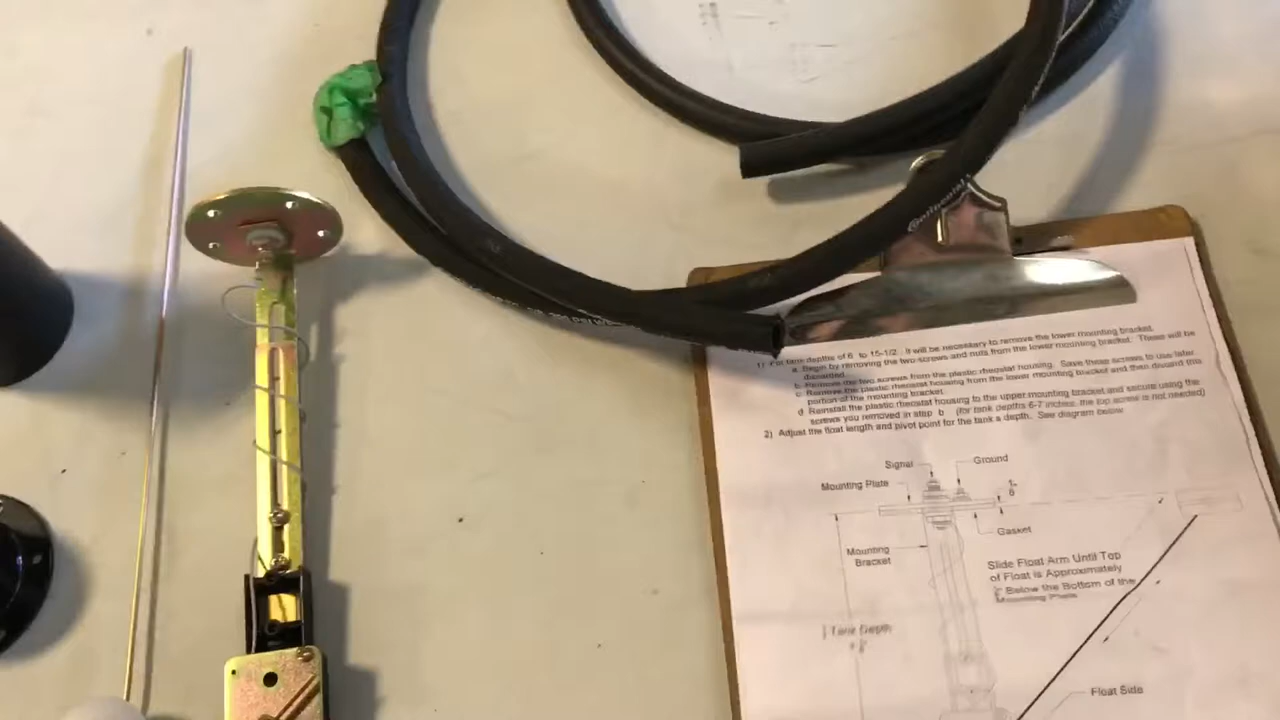 Continental
300 PSI
1) For tank depths of 6 to 15-1/2 it will be necessary to remove the lower mounting bracket.
a. Begin by removing the two screws and nuts from the lower mounting bracket. These will be
discarded.
b. Remove the two screws from the plastic rheostat housing. Save these screws to use later.
c. Remove the plastic rheostat housing from the lower mounting bracket and then discard this
portion of the mounting bracket.
d. Reinstall the plastic rheostat housing to the upper mounting bracket and secure using the
screws you removed in step b (for tank depths 6-7 inches, the top screw is not needed)
2) Adjust the float length and pivot point for the tank s depth. See diagram below
Signal
Ground
Mounting Plate
Gasket
Mounting
Bracket
Slide Float Arm Until Top
of Float is Approximately
Below the Bottom of the
Mounting Plate
Tank Depth
Float Side